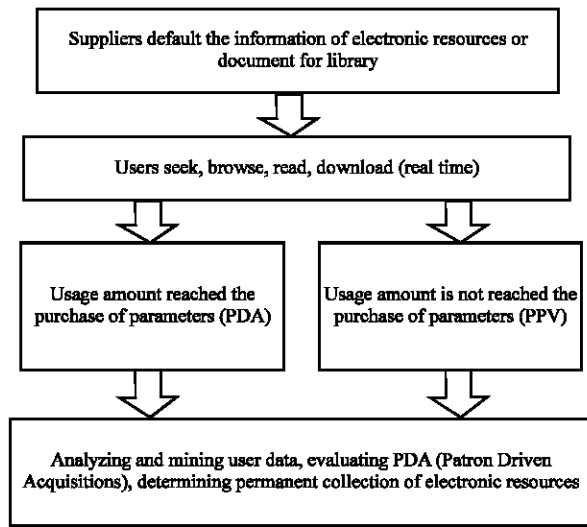 Suppliers default the information of electronic resources or
document for library
Users seek, browse, read, download (real time)
Usage amount reached the
purchase of parameters (PDA)
Usage amount is not reached the
purchase of parameters (PPV)
Analyzing and mining user data, evaluating PDA (Patron Driven
Acquisitions), determining permanent collection of electronic resources